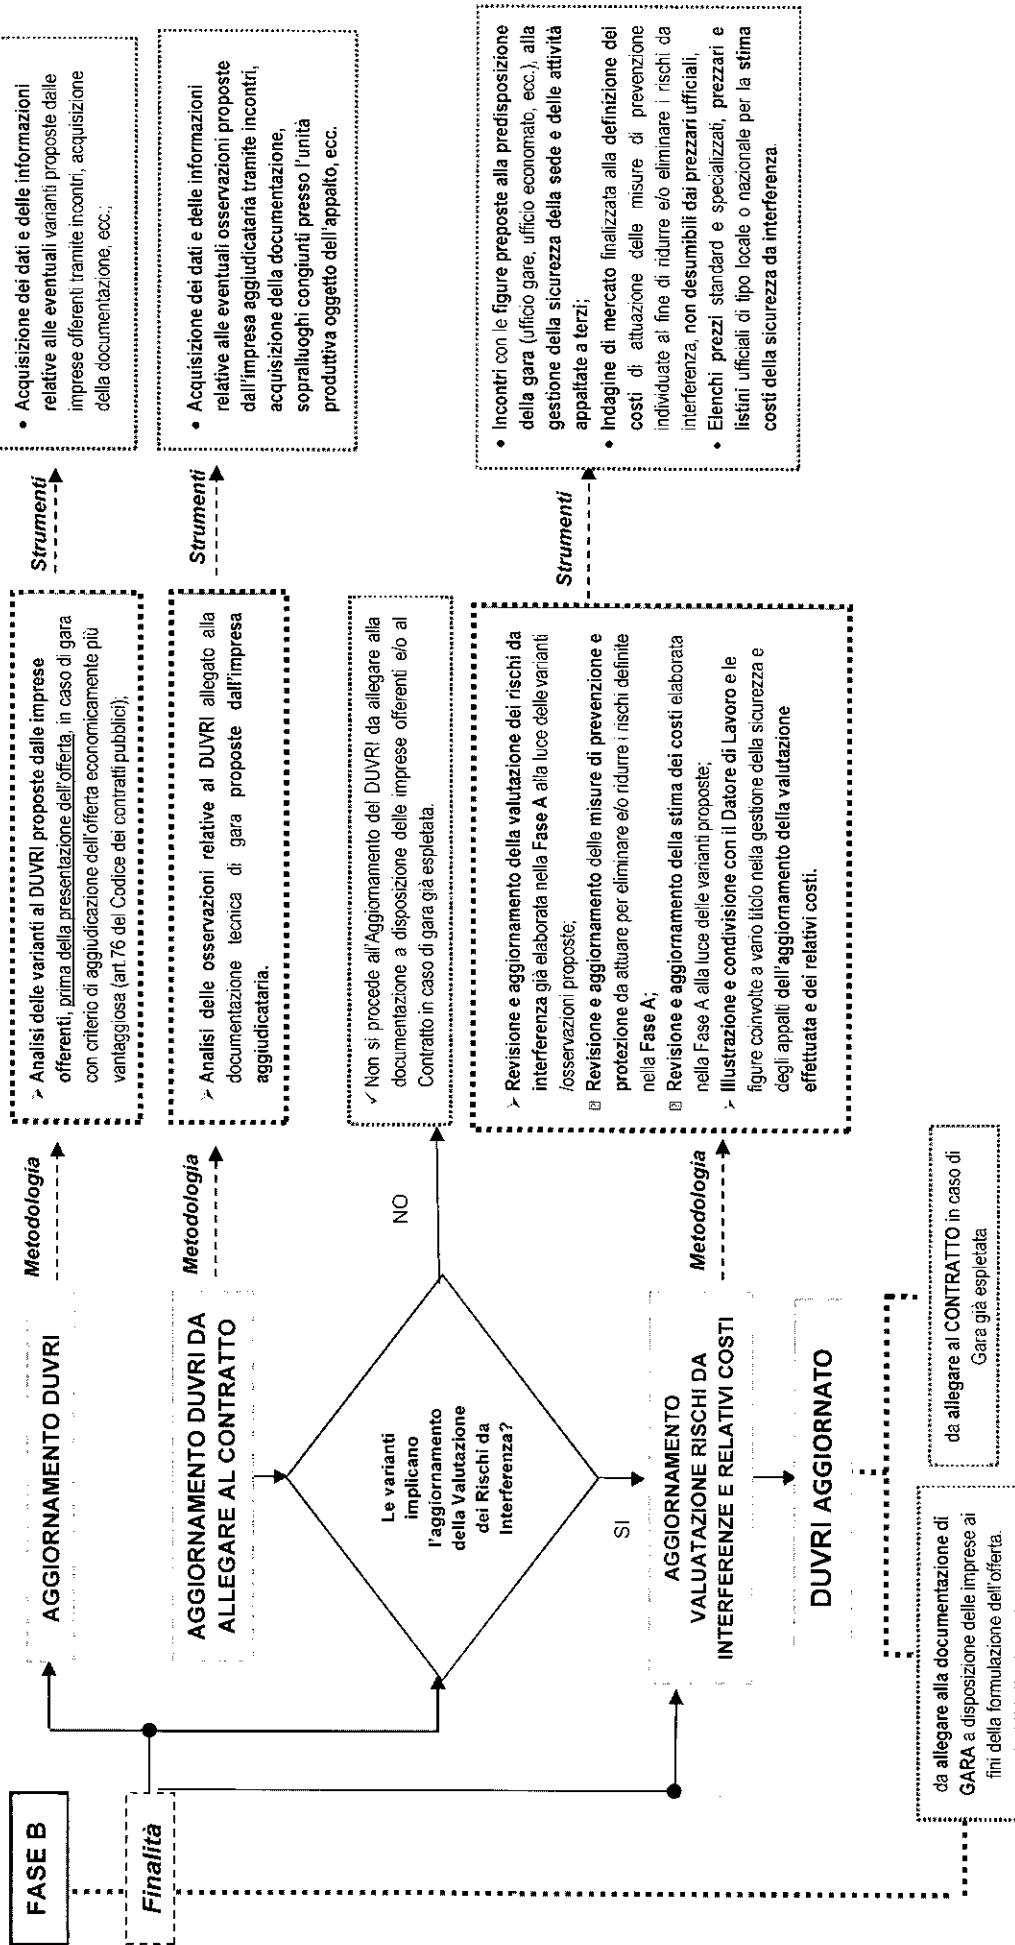 FASE B
Finalità
AGGIORNAMENTO DUVRI
Metodologia
➢ Analisi delle varianti al DUVRI proposte dalle imprese
offerenti, prima della presentazione dell'offerta, in caso di gara
con criterio di aggiudicazione dell'offerta economicamente più
vantaggiosa (art.76 del Codice dei contratti pubblici);
Strumenti
• Acquisizione dei dati e delle informazioni
relative alle eventuali varianti proposte dalle
imprese offerenti tramite incontri, acquisizione
della documentazione, ecc.;
AGGIORNAMENTO DUVRI DA
ALLEGARE AL CONTRATTO
Metodologia
➢ Analisi delle osservazioni relative al DUVRI allegato alla
documentazione tecnica di gara proposte dall'impresa
aggiudicataria.
Strumenti
• Acquisizione dei dati e delle informazioni
relative alle eventuali osservazioni proposte
dall'impresa aggiudicataria tramite incontri,
acquisizione della documentazione,
sopralluoghi congiunti presso l'unità
produttiva oggetto dell'appalto, ecc.
Le varianti
implicano
l'aggiornamento
della Valutazione
dei Rischi da
Interferenza?
NO
✓ Non si procede all'Aggiornamento del DUVRI da allegare alla
documentazione a disposizione delle imprese offerenti e/o al
Contratto in caso di gara già espletata.
SI
AGGIORNAMENTO
VALUATAZIONE RISCHI DA
INTERFERENZE E RELATIVI COSTI
Metodologia
➢ Revisione e aggiornamento della valutazione dei rischi da
interferenza già elaborata nella Fase A alla luce delle varianti
/osservazioni proposte;
Revisione e aggiornamento delle misure di prevenzione e
protezione da attuare per eliminare e/o ridurre i rischi definite
nella Fase A;
Revisione e aggiornamento della stima dei costi elaborata
nella Fase A alla luce delle varianti proposte;
➢ Illustrazione e condivisione con il Datore di Lavoro e le
figure coinvolte a vario titolo nella gestione della sicurezza e
degli appalti dell'aggiornamento della valutazione
effettuata e dei relativi costi.
Strumenti
• Incontri con le figure preposte alla predisposizione
della gara (ufficio gare, ufficio economato, ecc.), alla
gestione della sicurezza della sede e delle attività
appaltate a terzi;
• Indagine di mercato finalizzata alla definizione dei
costi di attuazione delle misure di prevenzione
individuate al fine di ridurre e/o eliminare i rischi da
interferenza, non desumibili dai prezzari ufficiali,
• Elenchi prezzi standard e specializzati, prezzari e
listini ufficiali di tipo locale o nazionale per la stima
costi della sicurezza da interferenza.
DUVRI AGGIORNATO
da allegare alla documentazione di
GARA a disposizione delle imprese ai
fini della formulazione dell'offerta.
da allegare al CONTRATTO in caso di
Gara già espletata